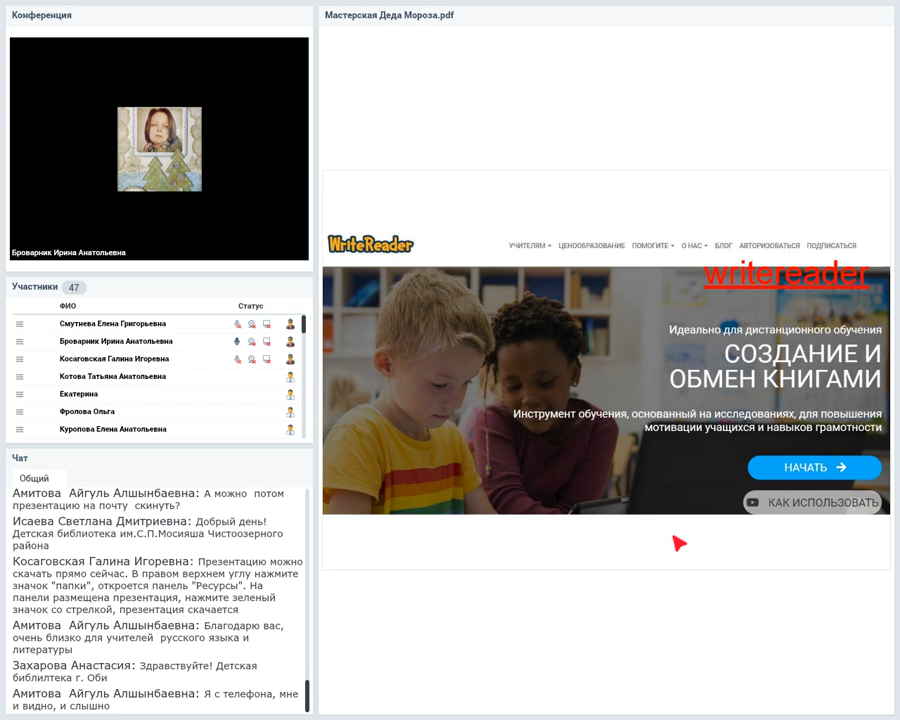 Конференция
Броварник Ирина Анатольевна
Участники 47
ФИО Статус
Смутнева Елена Григорьевна
Броварник Ирина Анатольевна
Косаговская Галина Игоревна
Котова Татьяна Анатольевна
Екатерина
Фролова Ольга
Куропова Елена Анатольевна
Чат
Общий
Амитова Айгуль Алшынбаевна: А можно потом
презентацию на почту скинуть?
Исаева Светлана Дмитриевна: Добрый день!
Детская библиотека им.С.П.Мосияша Чистоозерного
района
Косаговская Галина Игоревна: Презентацию можно
скачать прямо сейчас. В правом верхнем углу нажмите
значок "папки", откроется панель "Ресурсы". На
панели размещена презентация, нажмите зеленый
значок со стрелкой, презентация скачается
Амитова Айгуль Алшынбаевна: Благодарю вас,
очень близко для учителей русского языка и
литературы
Захарова Анастасия: Здравствуйте! Детская
библилтека г. Оби
Амитова Айгуль Алшынбаевна: Я с телефона, мне
и видно, и слышно
Мастерская Деда Мороза.pdf
WriteReader
УЧИТЕЛЯМ ЦЕНООБРАЗОВАНИЕ ПОМОГИТЕ О НАС БЛОГ АВТОРИЗОВАТЬСЯ ПОДПИСАТЬСЯ
writereader
Идеально для дистанционного обучения
СОЗДАНИЕ И
ОБМЕН КНИГАМИ
Инструмент обучения, основанный на исследованиях, для повышения
мотивации учащихся и навыков грамотности
НАЧАТЬ
КАК ИСПОЛЬЗОВАТЬ